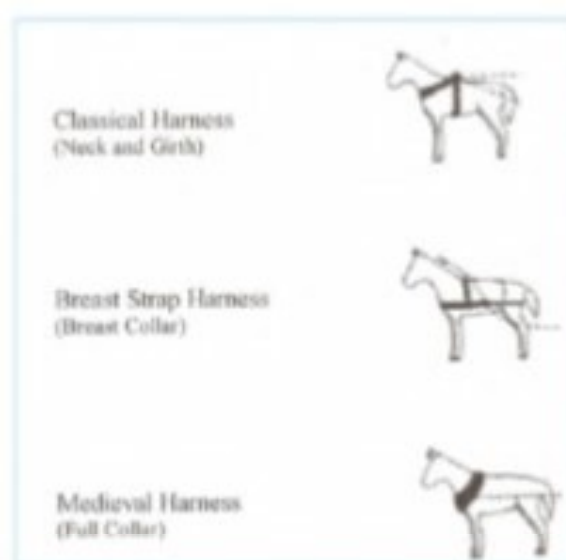 Classical Harness
(Neck and Girth)
Breast Strap Harness
(Breast Collar)
Medieval Harness
(Full Collar)